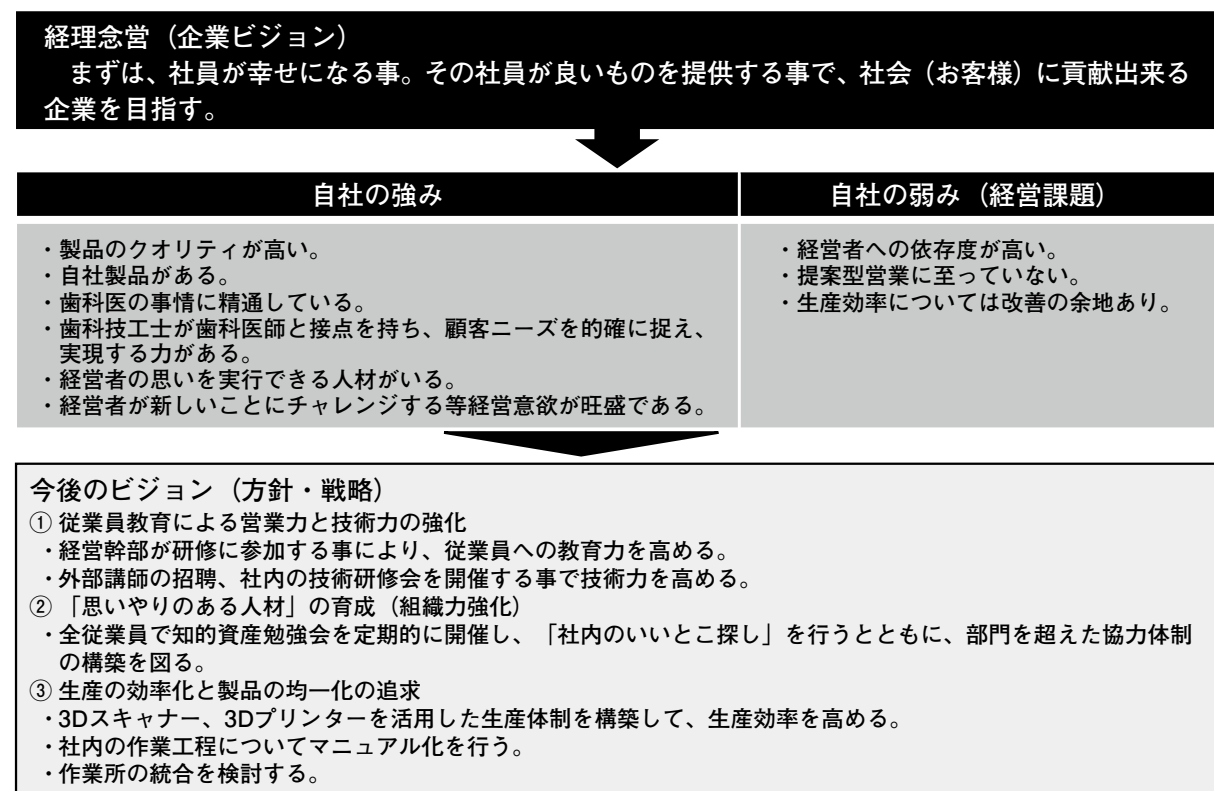 経理念営（企業ビジョン）
まずは、社員が幸せになる事。その社員が良いものを提供する事で、社会（お客様）に貢献出来る
企業を目指す。
自社の強み
・製品のクオリティが高い。
・自社製品がある。
・歯科医の事情に精通している。
・歯科技工士が歯科医師と接点を持ち、顧客ニーズを的確に捉え、
実現する力がある。
・経営者の思いを実行できる人材がいる。
・経営者が新しいことにチャレンジする等経営意欲が旺盛である。
自社の弱み（経営課題）
・経営者への依存度が高い。
・提案型営業に至っていない。
・生産効率については改善の余地あり。
今後のビジョン（方針・戦略）
① 従業員教育による営業力と技術力の強化
・経営幹部が研修に参加する事により、従業員への教育力を高める。
・外部講師の招聘、社内の技術研修会を開催する事で技術力を高める。
② 「思いやりのある人材」の育成（組織力強化）
・全従業員で知的資産勉強会を定期的に開催し、「社内のいいとこ探し」を行うとともに、部門を超えた協力体制
の構築を図る。
③ 生産の効率化と製品の均一化の追求
・3Dスキャナー、3Dプリンターを活用した生産体制を構築して、生産効率を高める。
・社内の作業工程についてマニュアル化を行う。
・作業所の統合を検討する。